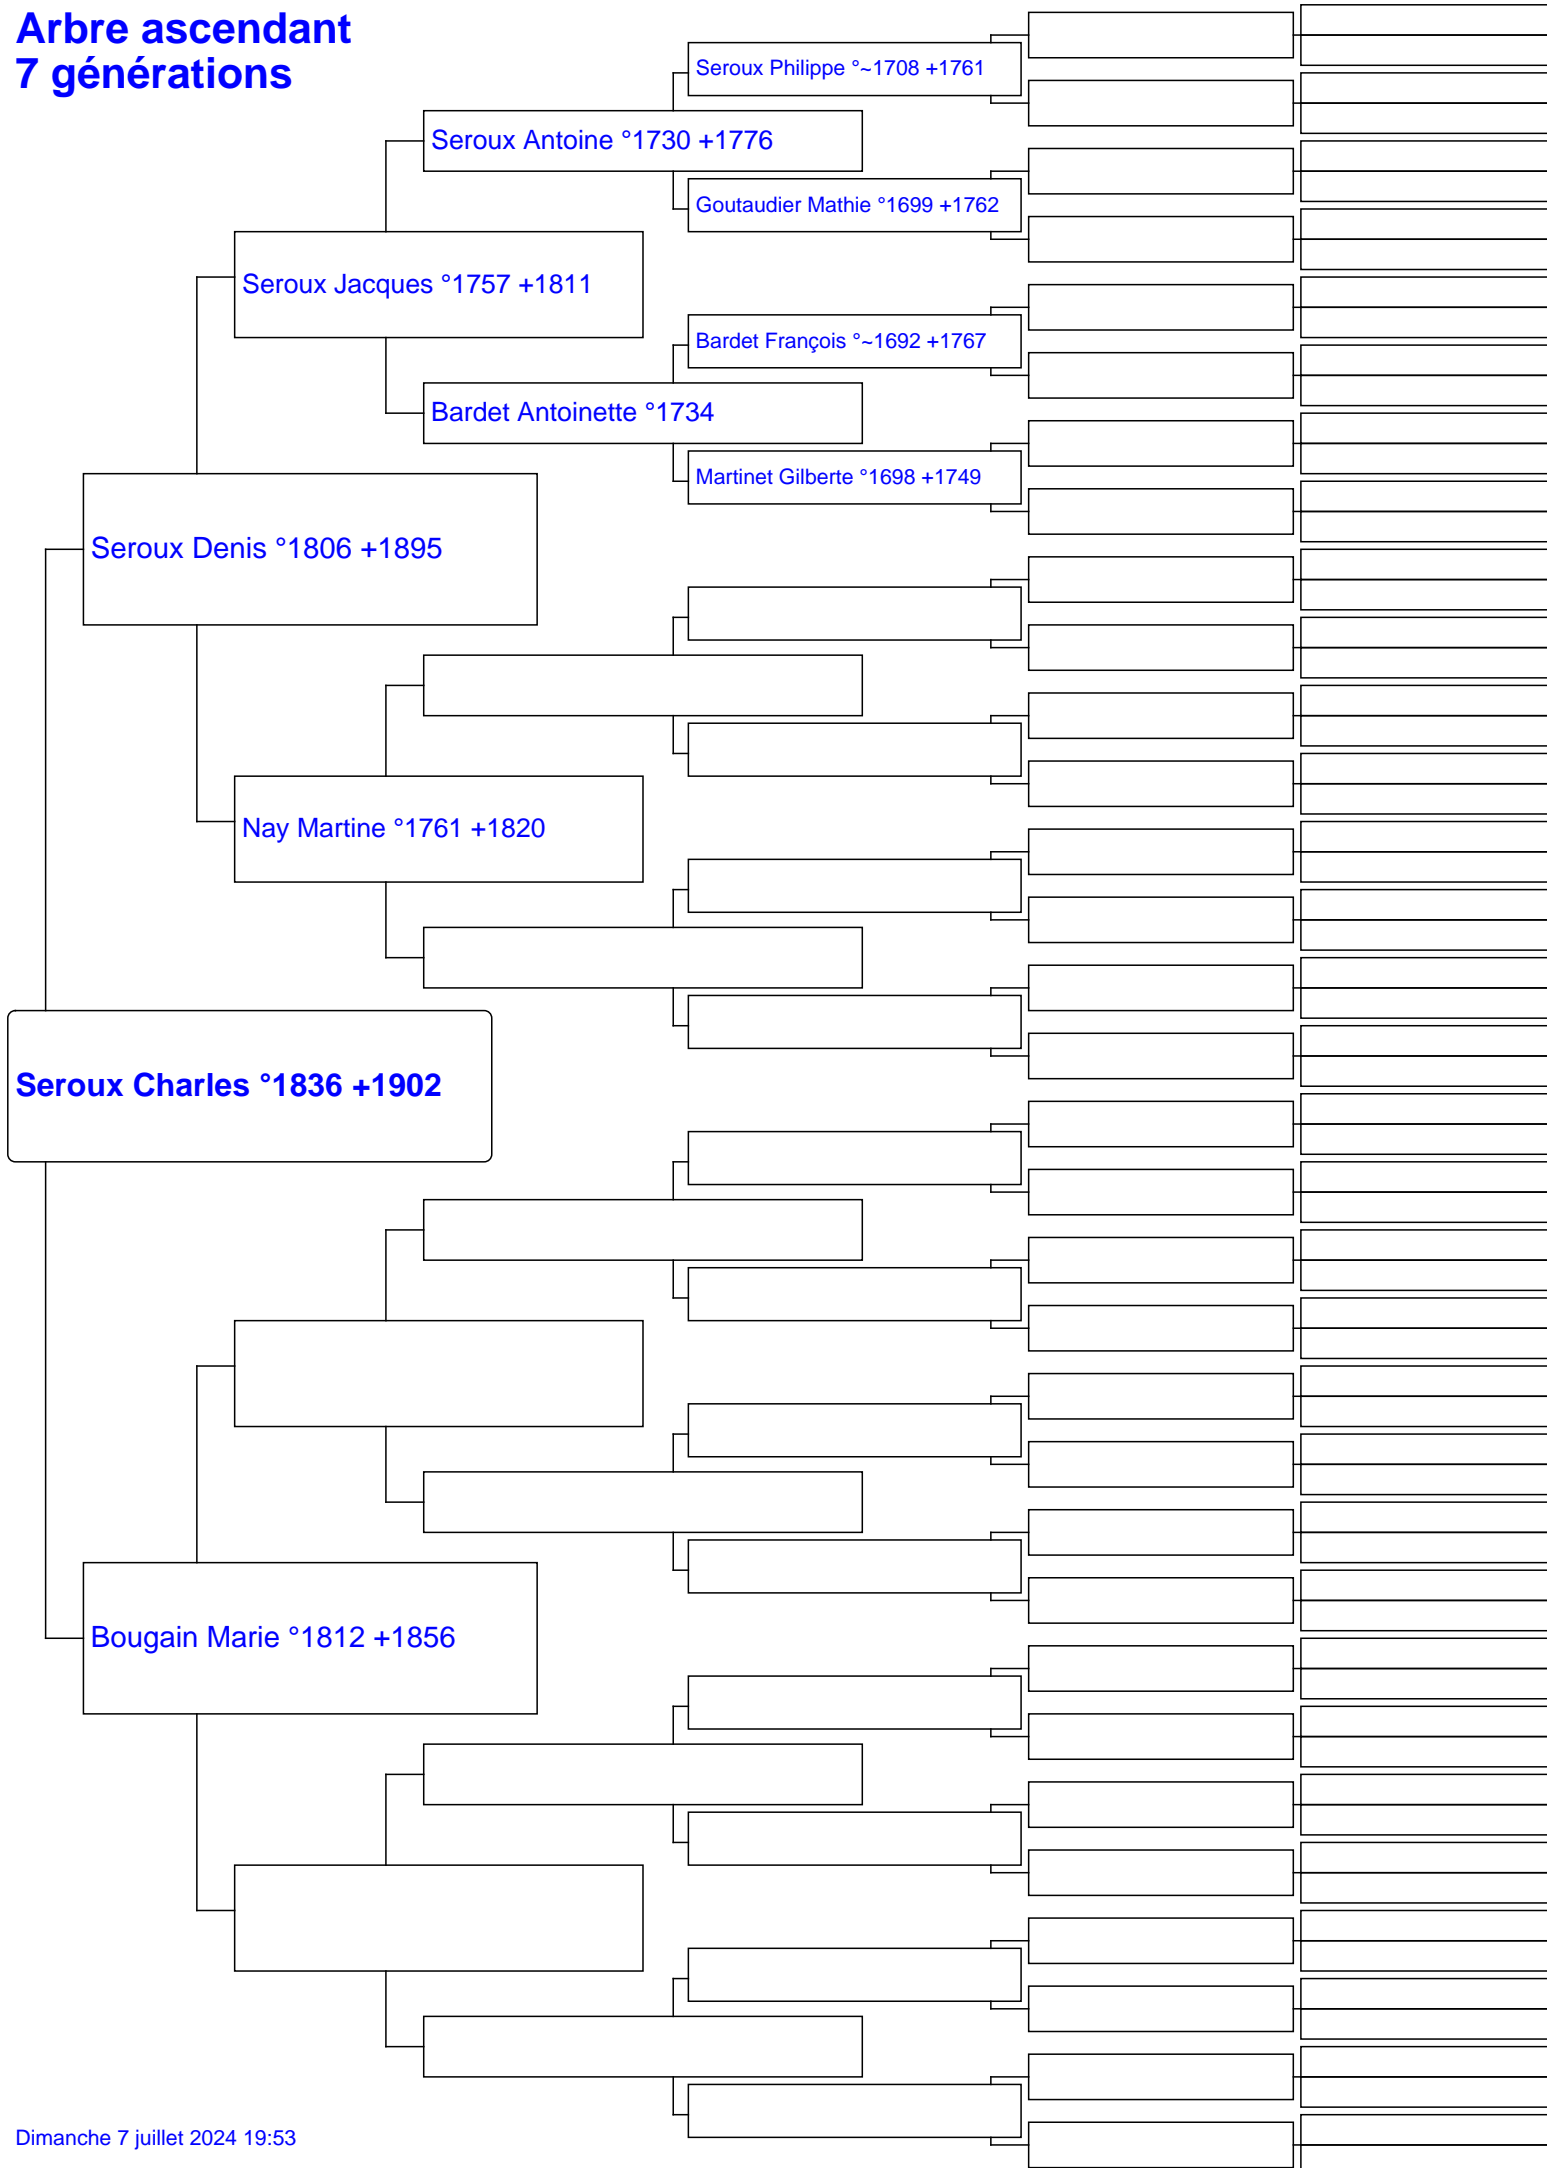 Arbre ascendant
7 générations
Seroux Philippe °~1708 +1761
Seroux Antoine °1730 +1776
Goutaudier Mathie °1699 +1762
Seroux Jacques °1757 +1811
Bardet François °~1692 +1767
Bardet Antoinette °1734
Martinet Gilberte °1698 +1749
Seroux Denis °1806 +1895
Nay Martine °1761 +1820
Seroux Charles °1836 +1902
Bougain Marie °1812 +1856
Dimanche 7 juillet 2024 19:53